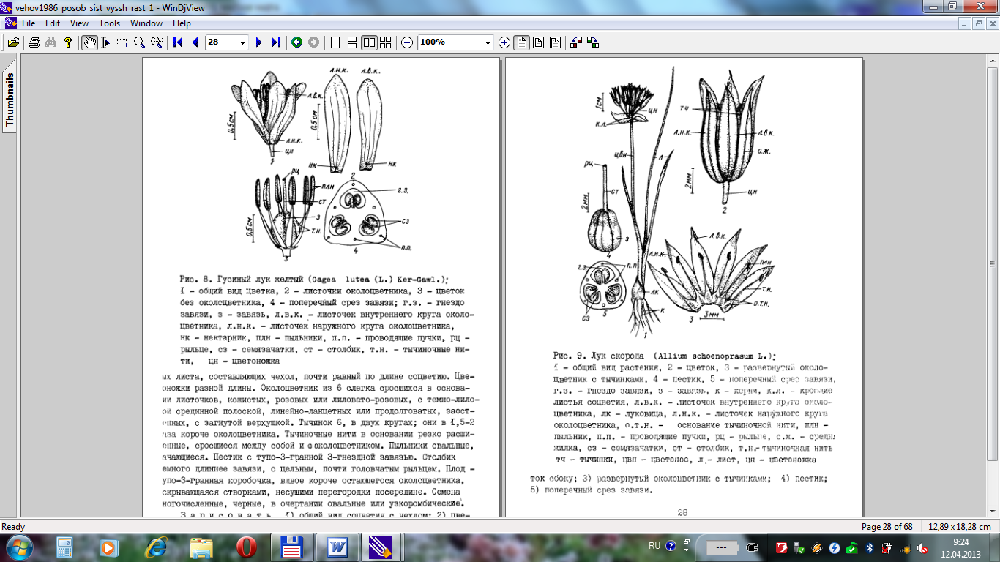 vehov1986_posob_sist_vyssh_rast_1 - WinDjView
File Edit View Tools Window Help
28
100%
Thumbnails
л.н.к. л.в.к.
л.в.к.
0,5см
0,5см
л.н.к.
цн
1
нк нк
2
рц
плн
г.з.
ст
з
сз
0,5см
т.н.
п.п.
3
4
Рис. 8. Гусиный лук желтый (Gagea lutea (L.) Ker-Gawl.);
1 - общий вид цветка, 2 - листочки околоцветника, 3 - цветок
без околоцветника, 4 - поперечный срез завязи; г.з. - гнездо
завязи, з - завязь, л.в.к. - листочек внутреннего круга около-
цветника, л.н.к. - листочек наружного круга околоцветника,
нк - нектарник, плн - пыльники, п.п. - проводящие пучки, рц -
рыльце, сз - семязачатки, ст - столбик, т.н. - тычиночные ни-
ти, цн - цветоножка
ых листа, составляющих чехол, почти равный по длине соцветию. Цве-
оножки разной длины. Околоцветник из 6 слегка сросшихся в основа-
ии листочков, кожистых, розовых или лиловато-розовых, с темно-лило-
ой срединной полоской, линейно-ланцетных или продолговатых, заост-
енных, с загнутой верхушкой. Тычинок 6, в двух кругах; они в 1,5-2
аза короче околоцветника. Тычиночные нити в основании резко расши-
енные, сросшиеся между собой и с околоцветником. Пыльники овальные,
ачающиеся. Пестик с тупо-3-гранной 3-гнездной завязью. Столбик
емного длиннее завязи, с цельным, почти головчатым рыльцем. Плод -
упо-3-гранная коробочка, вдвое короче остающегося околоцветника,
скрывающаяся створками, несущими перегородки посередине. Семена
ногочисленные, черные, в очертании овальные или узкоромбические.
Зарисовать 1) общий вид соцветия с чехлом; 2) цве-
1см
цн
к.л.
тч
л.н.к.
л.в.к.
с.ж.
цвн
л
рц
ст
2мм
2мм
цн
2
з
4
л.в.к.
л.н.к.
плн
г.з.
п.п.
т.н.
лк
о.т.н.
сз
5
к
3
3мм
1
Рис. 9. Лук скорода (Allium schoenoprasum L.);
1 - общий вид растения, 2 - цветок, 3 - развернутый около-
цветник с тычинками, 4 - пестик, 5 - поперечный срез завязи,
г.з. - гнездо завязи, з - завязь, к - корни, к.л. - кроющие
листья соцветия, л.в.к. - листочек внутреннего круга около-
цветника, лк - луковица, л.н.к. - листочек наружного круга
околоцветника, о.т.н. - основание тычиночной нити, плн -
пыльник, п.п. - проводящие пучки, рц - рыльце, с.ж. - средня
жилка, сз - семязачатки, ст - столбик, т.н.-тычиночная нить
тч - тычинки, цвн - цветонос, л - лист, цн - цветоножка
ток сбоку; 3) развернутый околоцветник с тычинками; 4) пестик;
5) поперечный срез завязи.
28
Ready
Page 28 of 68
12,89 x 18,28 cm
RU
9:24
12.04.2013